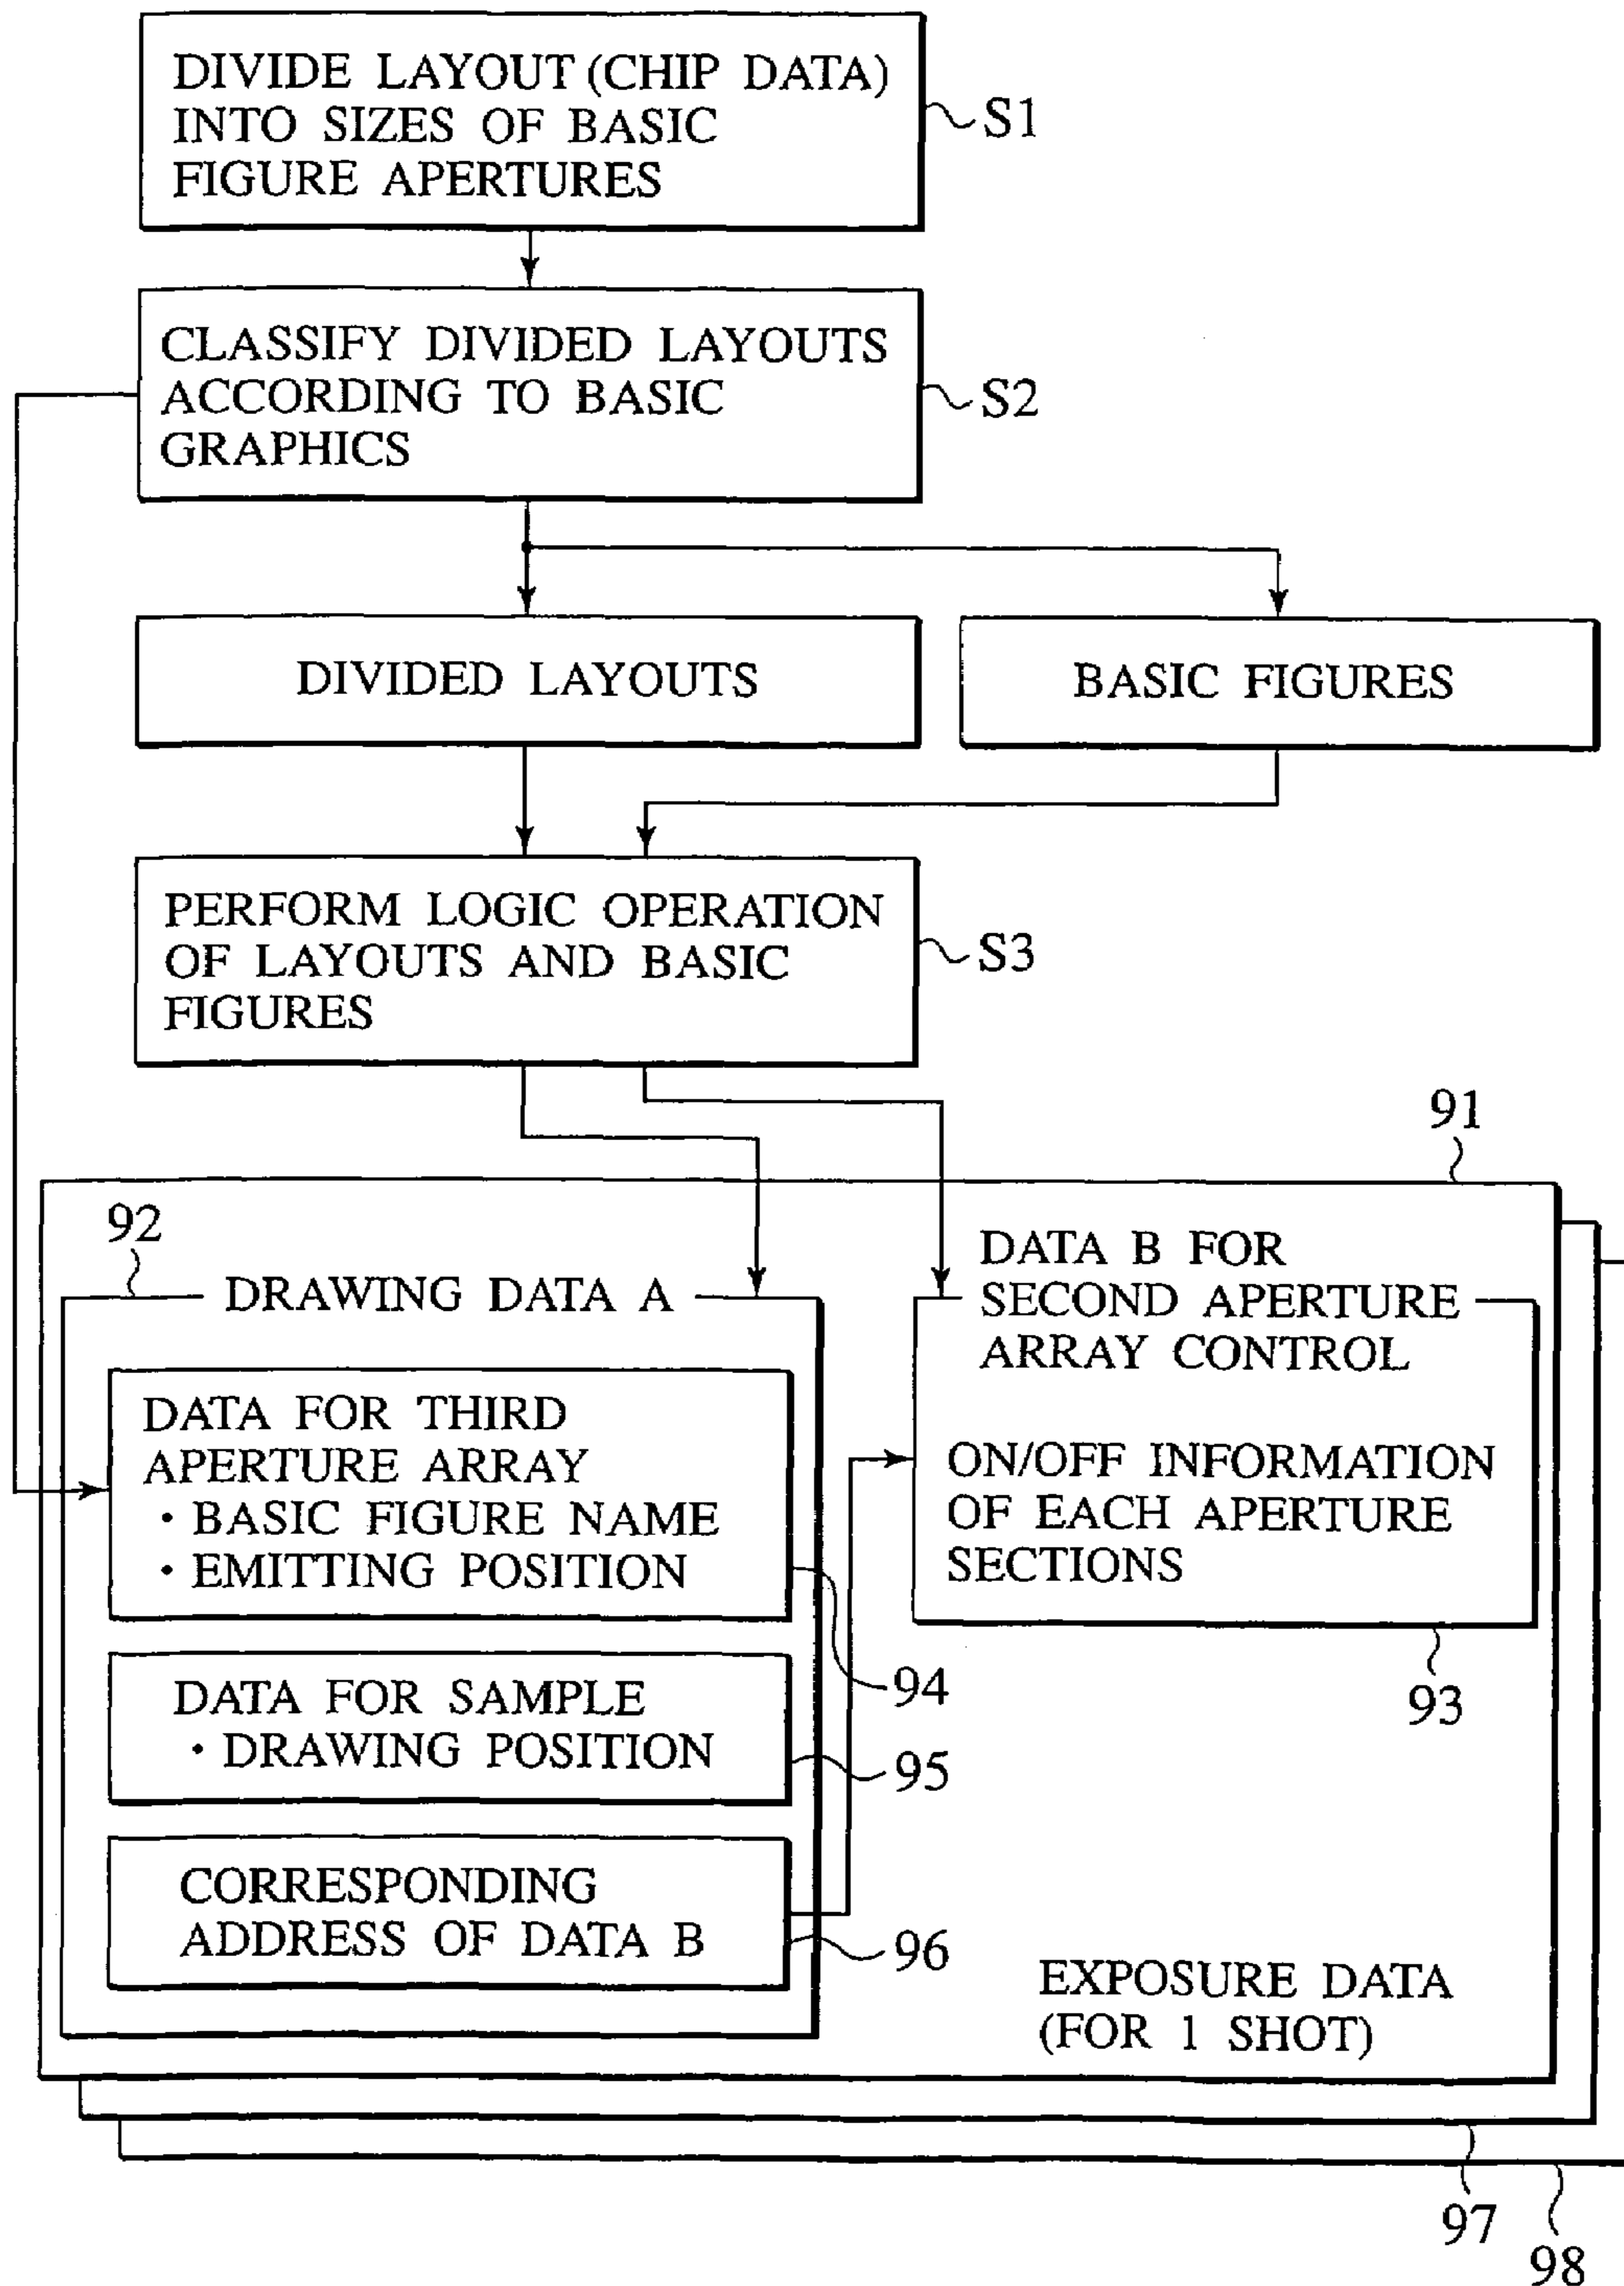 DIVIDE LAYOUT (CHIP DATA)
INTO SIZES OF BASIC
FIGURE APERTURES
S1
CLASSIFY DIVIDED LAYOUTS
ACCORDING TO BASIC
GRAPHICS
S2
DIVIDED LAYOUTS
BASIC FIGURES
PERFORM LOGIC OPERATION
OF LAYOUTS AND BASIC
FIGURES
S3
91
92
DRAWING DATA A
DATA FOR THIRD
APERTURE ARRAY
・BASIC FIGURE NAME
・EMITTING POSITION
94
DATA FOR SAMPLE
・DRAWING POSITION
95
CORRESPONDING
ADDRESS OF DATA B
96
DATA B FOR
SECOND APERTURE
ARRAY CONTROL
ON/OFF INFORMATION
OF EACH APERTURE
SECTIONS
93
EXPOSURE DATA
(FOR 1 SHOT)
97
98